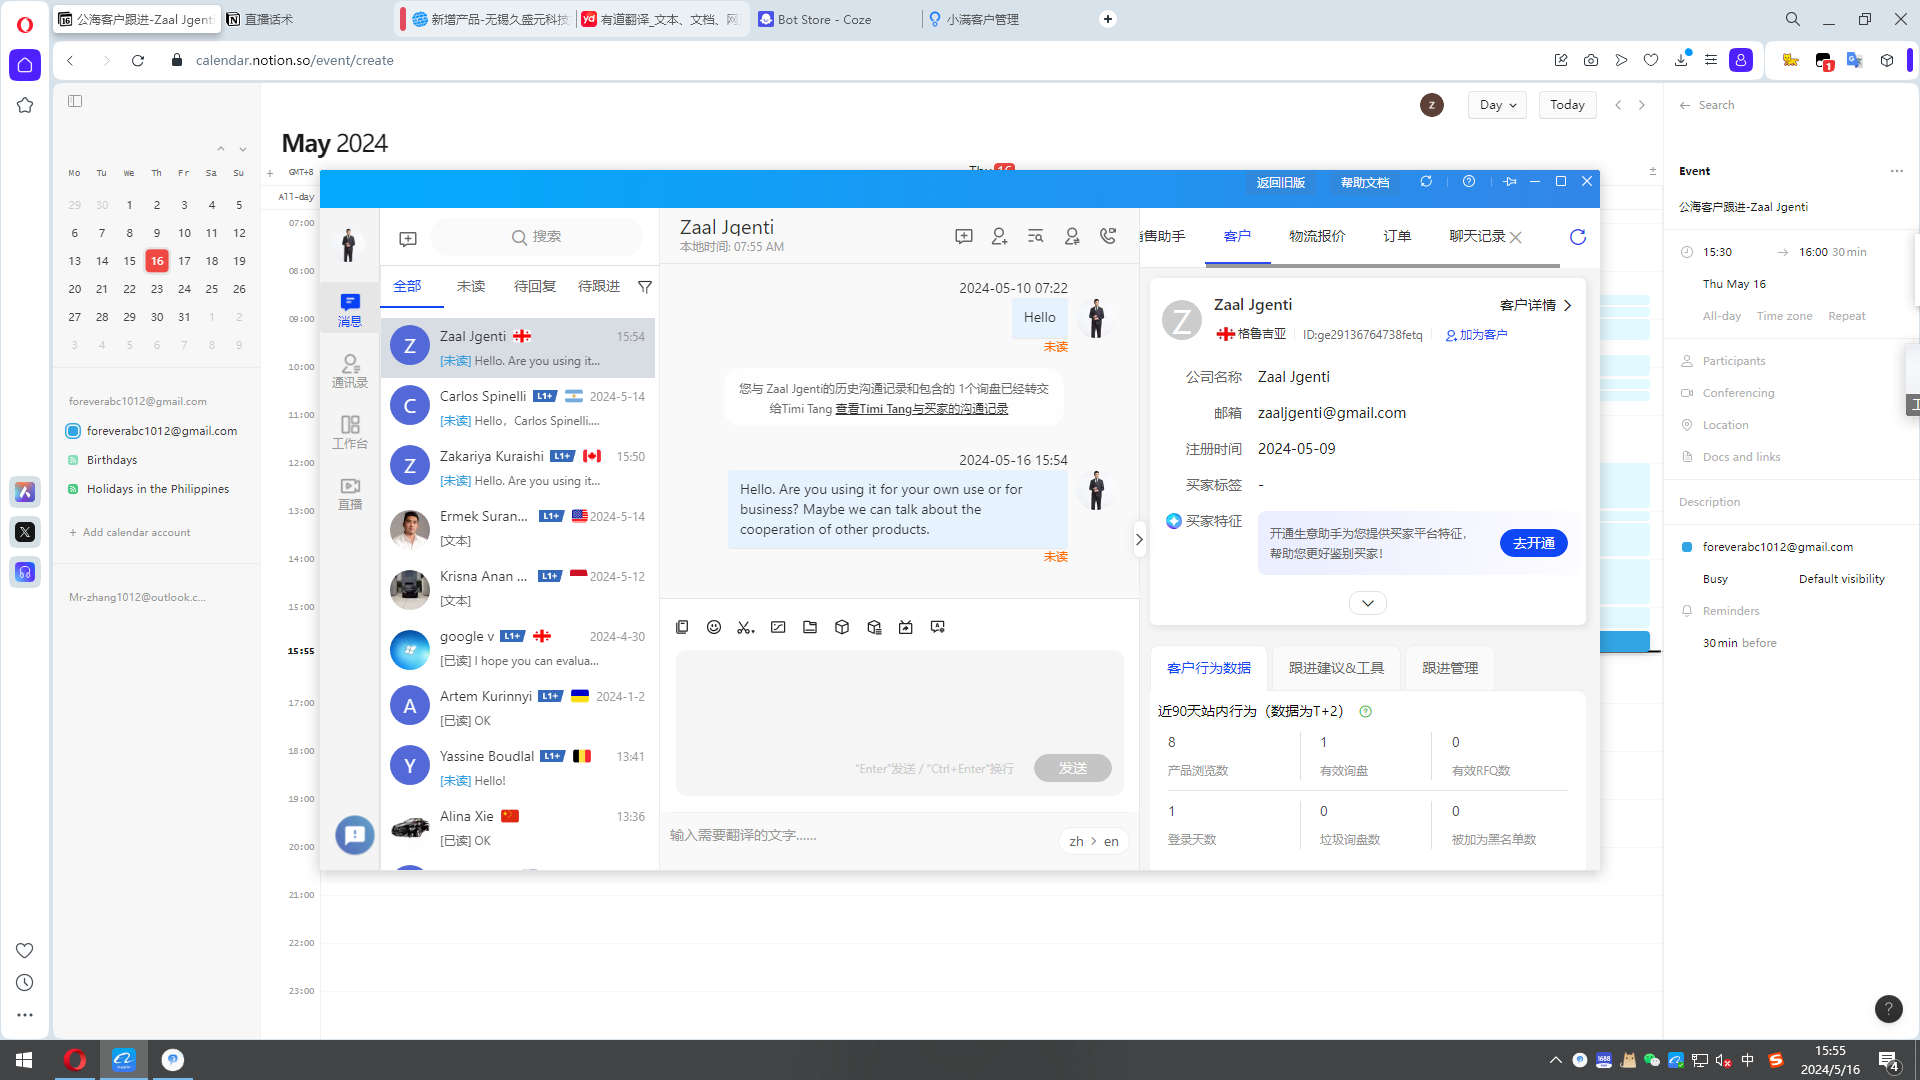 公海客户跟进-Zaal Jgenti
直播话术
新增产品-无锡久盛元科技
有道翻译_文本、文档、网
Bot Store - Coze
小满客户管理
calendar.notion.so/event/create
1
Z
Day
Today
Search
May 2024
Mo Tu We Th Fr Sa Su
29 30 1 2 3 4 5
6 7 8 9 10 11 12
13 14 15 16 17 18 19
20 21 22 23 24 25 26
27 28 29 30 31 1 2
3 4 5 6 7 8 9
foreverabc1012@gmail.com
foreverabc1012@gmail.com
Birthdays
Holidays in the Philippines
+ Add calendar account
Mr-zhang1012@outlook.c...
GMT+8
Thu 16
All-day
07:00
08:00
09:00
10:00
11:00
12:00
13:00
14:00
15:00
15:55
17:00
18:00
19:00
20:00
21:00
22:00
23:00
返回旧版
帮助文档
消息
通讯录
工作台
直播
搜索
全部
未读
待回复
待跟进
Zaal Jgenti 15:54
[未读] Hello. Are you using it...
Carlos Spinelli L1+ 2024-5-14
[未读] Hello，Carlos Spinelli....
Zakariya Kuraishi L1+ 15:50
[未读] Hello. Are you using it...
Ermek Suran... L1+ 2024-5-14
[文本]
Krisna Anan ... L1+ 2024-5-12
[文本]
google v L1+ 2024-4-30
[已读] I hope you can evalua...
Artem Kurinnyi L1+ 2024-1-2
[已读] OK
Yassine Boudlal L1+ 13:41
[未读] Hello!
Alina Xie 13:36
[已读] OK
Zaal Jgenti
本地时间: 07:55 AM
2024-05-10 07:22
Hello
未读
您与 Zaal Jgenti的历史沟通记录和包含的 1个询盘已经转交
给Timi Tang 查看Timi Tang与买家的沟通记录
2024-05-16 15:54
Hello. Are you using it for your own use or for
business? Maybe we can talk about the
cooperation of other products.
未读
"Enter"发送 / "Ctrl+Enter"换行
发送
输入需要翻译的文字......
zh > en
售助手
客户
物流报价
订单
聊天记录
Z
Zaal Jgenti
客户详情
格鲁吉亚
ID:ge29136764738fetq
加为客户
公司名称 Zaal Jgenti
邮箱 zaaljgenti@gmail.com
注册时间 2024-05-09
买家标签 -
买家特征
开通生意助手为您提供买家平台特征，
帮助您更好鉴别买家！
去开通
客户行为数据
跟进建议&工具
跟进管理
近90天站内行为（数据为T+2）
8 1 0
产品浏览数 有效询盘 有效RFQ数
1 0 0
登录天数 垃圾询盘数 被加为黑名单数
Event
公海客户跟进-Zaal Jgenti
15:30 → 16:00 30 min
Thu May 16
All-day Time zone Repeat
Participants
Conferencing
Location
Docs and links
Description
foreverabc1012@gmail.com
Busy Default visibility
Reminders
30 min before
?
中
15:55
2024/5/16
4